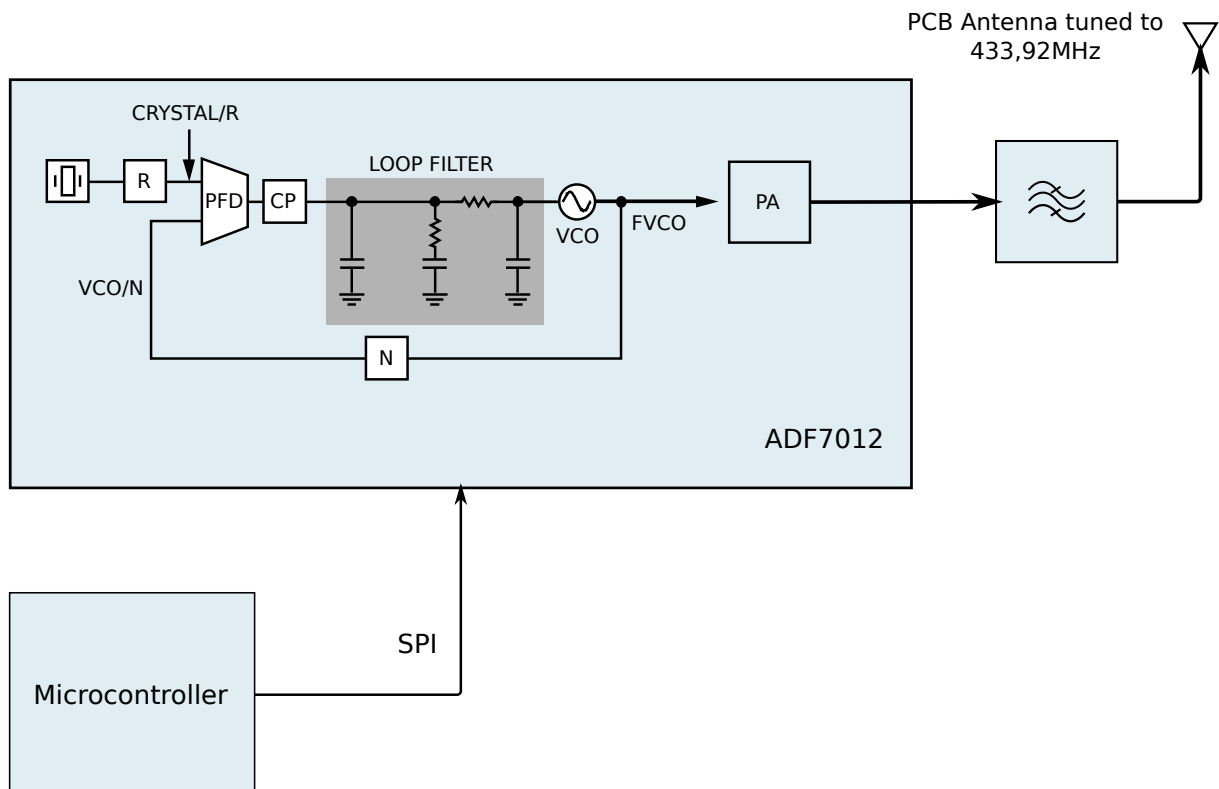 PCB Antenna tuned to
433,92MHz
CRYSTAL/R
LOOP FILTER
R
PFD
CP
PA
VCO
FVCO
VCO/N
N
ADF7012
SPI
Microcontroller